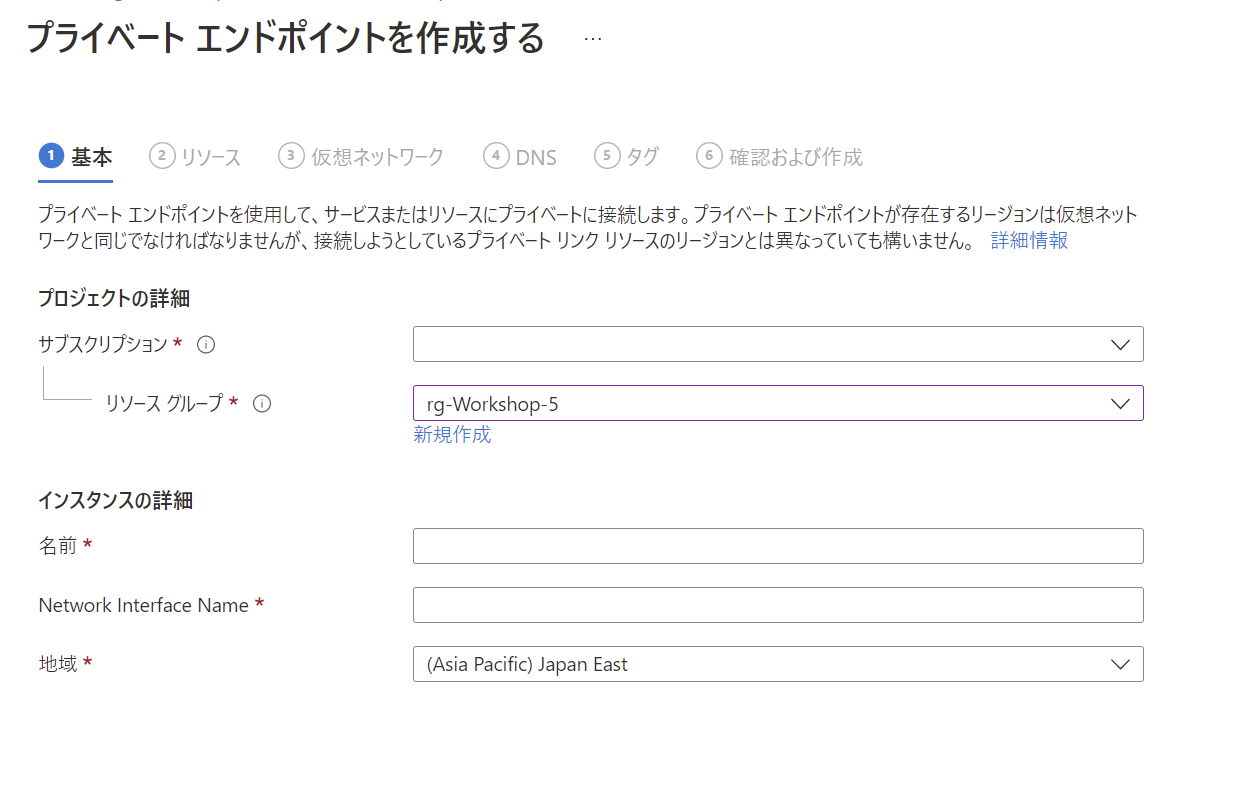 プライベート エンドポイントを作成する ...
1 基本 2 リソース 3 仮想ネットワーク 4 DNS 5 タグ 6 確認および作成
プライベート エンドポイントを使用して、サービスまたはリソースにプライベートに接続します。プライベート エンドポイントが存在するリージョンは仮想ネット
ワークと同じでなければなりませんが、接続しようとしているプライベート リンク リソースのリージョンとは異なっていても構いません。 詳細情報
プロジェクトの詳細
サブスクリプション *
リソース グループ * rg-Workshop-5
新規作成
インスタンスの詳細
名前 *
Network Interface Name *
地域 * (Asia Pacific) Japan East